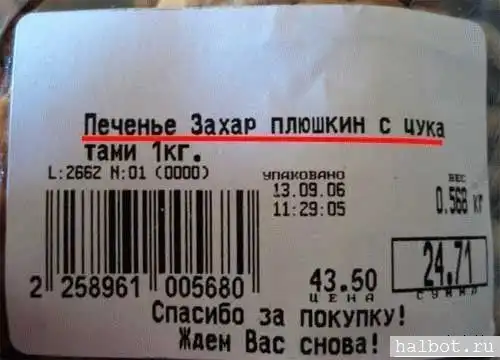 Печенье Захар плюшкин с цука
тами 1кг.
L:2662 N:01 (0000)
УПАКОВАНО
13.09.06
11:29:05
ВЕС
0.568 кг
2 258961 005680
43.50
ЦЕНА
24.71
СУММА
Спасибо за покупку!
Ждем Вас снова!
halbot.ru